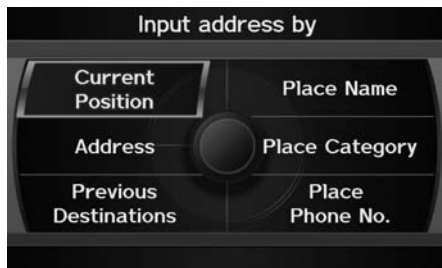 Input address by
Current
Position
Place Name
Address
Place Category
Previous
Destinations
Place
Phone No.